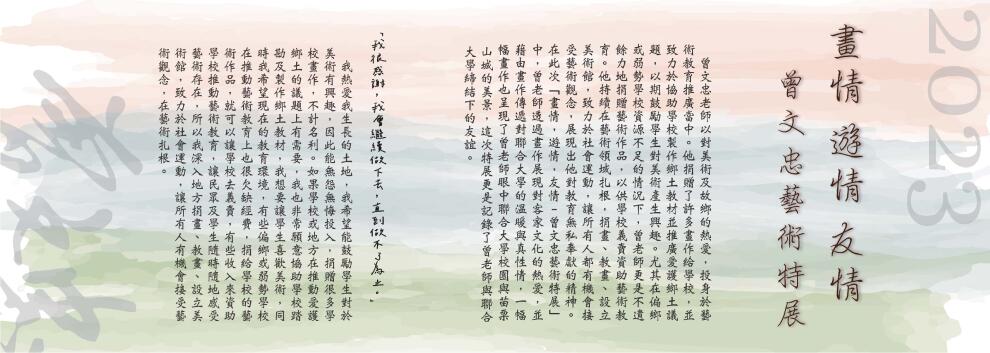 2023
畫情 遊情 友情
曾文忠藝術特展
曾文忠老師以對美術及故鄉的熱愛，投身於藝
術教育推廣當中。他捐贈了許多畫作給學校，並
致力於協助學校製作鄉土教材並推廣愛護鄉土議
題，以期鼓勵學生對美術產生興趣。尤其在偏鄉
或弱勢學校資源不足的情況下，曾老師更是不遺
餘力地捐贈藝術作品，以供學校義賣資助藝術教
育。他持續在藝術領域扎根，捐畫、教畫、設立
美術館，致力於社會運動，讓所有人都有機會接
受藝術觀念，展現出他對教育無私奉獻的精神。
在此次「畫情，遊情，友情-曾文忠藝術特展」
中，曾老師透過畫作展現對客家文化的熱愛，並
藉由畫作傳遞對聯合大學的溫暖與真性情，一幅
幅畫作也呈現了曾老師眼中聯合大學校園與苗栗
山城的美景，這次特展更是記錄了曾老師與聯合
大學締結下的友誼。
「我很感謝，我會繼續做下去，直到做不了為止。」
我熱愛我生長的土地，我希望能鼓勵學生對於
美術有興趣，因此能無怨無悔投入，捐贈很多學
校畫作，不計名利。如果學校或地方在推動愛護
鄉土的議題上有需要，我也非常願意協助學校踏
勘及製作鄉土教材，我想要讓學生喜歡美術，同
時我希望現在的教育環境，有些偏鄉或弱勢學校
在推動藝術教育上也很欠缺經費，捐給學校的藝
術作品，就可以讓學校去義賣，有些收入來資助
學校推動藝術教育，讓民眾及學生隨時隨地感受
藝術存在，所以我深入地方捐畫、教畫、設立美
術館，致力於社會運動，讓所有人有機會接受藝
術觀念，在藝術扎根。